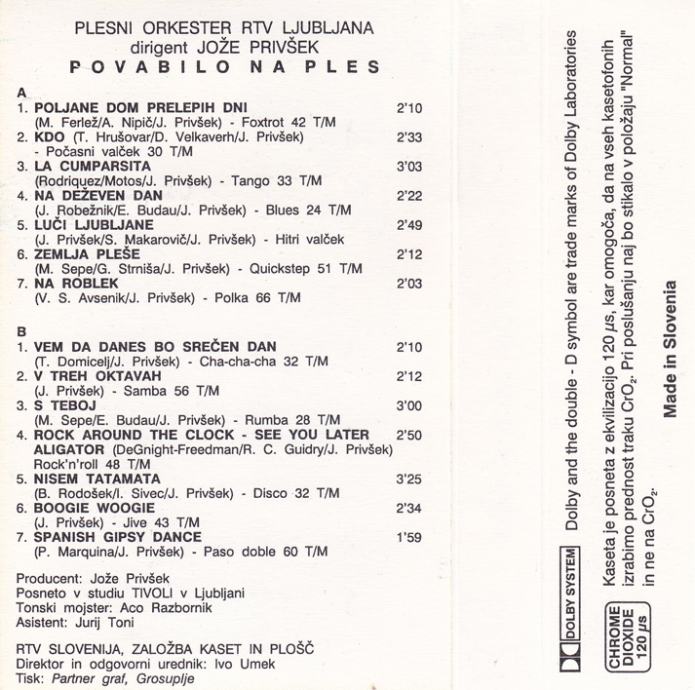 PLESNI ORKESTER RTV LJUBLJANA
dirigent JOŽE PRIVŠEK
POVABILO NA PLES
A
1. POLJANE DOM PRELEPIH DNI 2'10
(M. Ferlež/A. Nipič/J. Privšek) - Foxtrot 42 T/M
2. KDO (T. Hrušovar/D. Velkaverh/J. Privšek) 2'33
- Počasni valček 30 T/M
3. LA CUMPARSITA 3'03
(Rodriquez/Motos/J. Privšek) - Tango 33 T/M
4. NA DEŽEVEN DAN 2'22
(J. Robežnik/E. Budau/J. Privšek) - Blues 24 T/M
5. LUČI LJUBLJANE 2'49
(J. Privšek/S. Makarovič/J. Privšek) - Hitri valček
6. ZEMLJA PLEŠE 2'12
(M. Sepe/G. Strniša/J. Privšek) - Quickstep 51 T/M
7. NA ROBLEK 2'03
(V. S. Avsenik/J. Privšek) - Polka 66 T/M
B
1. VEM DA DANES BO SREČEN DAN 2'10
(T. Domicelj/J. Privšek) - Cha-cha-cha 32 T/M
2. V TREH OKTAVAH 2'12
(J. Privšek) - Samba 56 T/M
3. S TEBOJ 3'00
(M. Sepe/E. Budau/J. Privšek) - Rumba 28 T/M
4. ROCK AROUND THE CLOCK - SEE YOU LATER 2'50
ALIGATOR (DeGnight-Freedman/R. C. Guidry/J. Privšek)
Rock'n'roll 48 T/M
5. NISEM TATAMATA 3'25
(B. Rodošek/I. Sivec/J. Privšek) - Disco 32 T/M
6. BOOGIE WOOGIE 2'34
(J. Privšek) - Jive 43 T/M
7. SPANISH GIPSY DANCE 1'59
(P. Marquina/J. Privšek) - Paso doble 60 T/M
Producent: Jože Privšek
Posneto v studiu TIVOLI v Ljubljani
Tonski mojster: Aco Razbornik
Asistent: Jurij Toni
RTV SLOVENIJA, ZALOŽBA KASET IN PLOŠČ
Direktor in odgovorni urednik: Ivo Umek
Tisk: Partner graf, Grosuplje
DOLBY SYSTEM Dolby and the double - D symbol are trade marks of Dolby Laboratories
CHROME
DIOXIDE
120 µs
Kaseta je posneta z ekvilizacijo 120 µs, kar omogoča, da na vseh kasetofonih
izrabimo prednost traku CrO₂. Pri poslušanju naj bo stikalo v položaju "Normal"
in ne na CrO₂.
Made in Slovenia